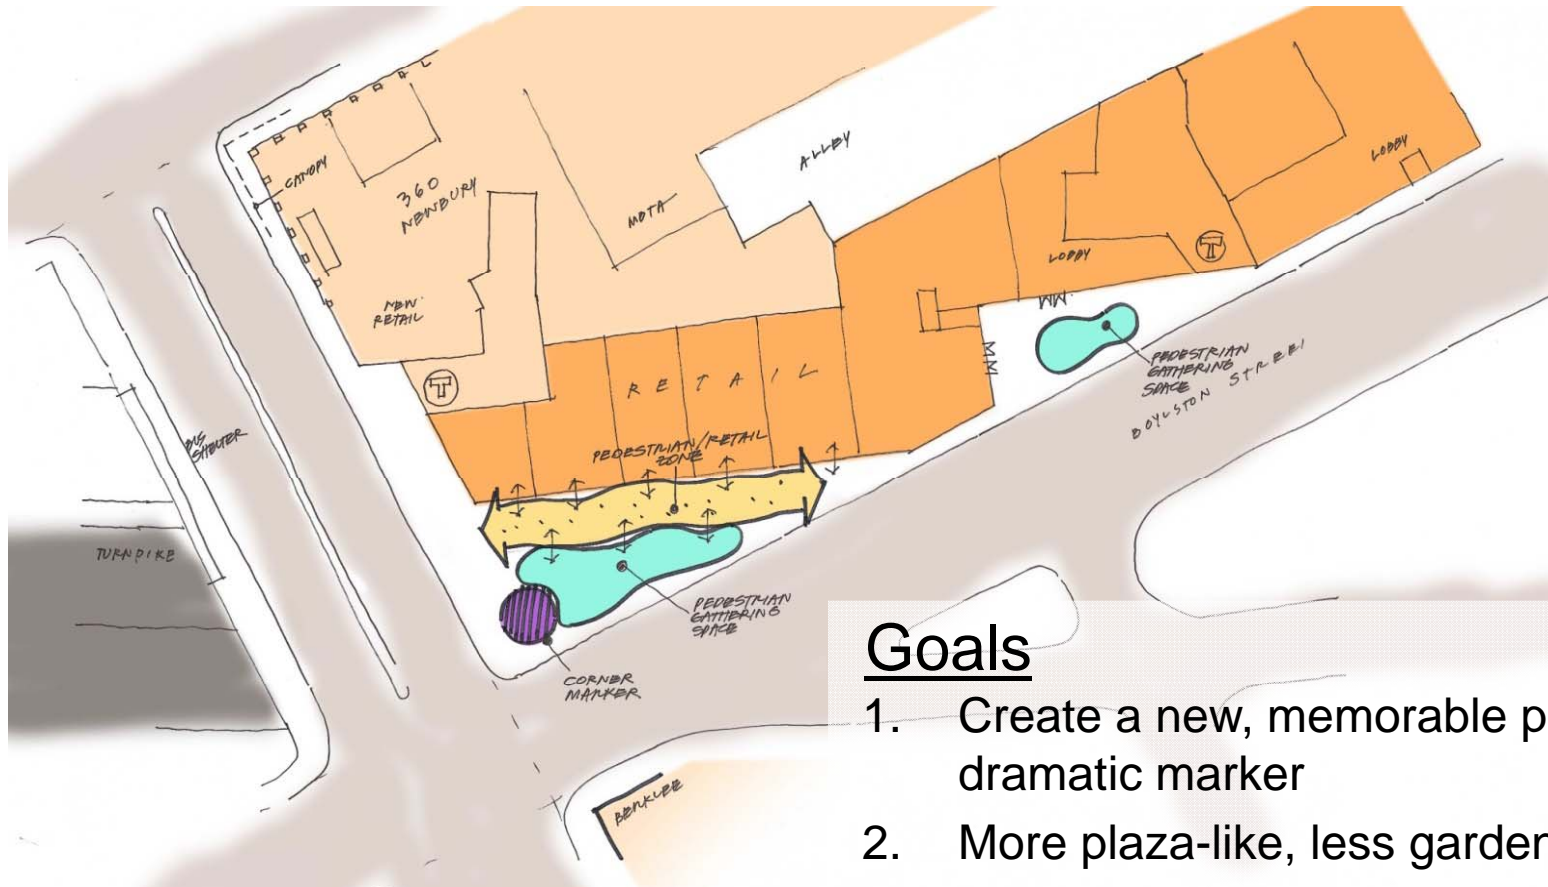 CANOPY
360
NEWBURY
NEW
RETAIL
MBTA
ALLEY
LOBBY
T
LOBBY
T
RETAIL
PEDESTRIAN/RETAIL
ZONE
PEDESTRIAN
GATHERING
SPACE
BOYLSTON STREET
BUS
SHELTER
TURNPIKE
PEDESTRIAN
GATHERING
SPACE
CORNER
MARKER
BERKLEE
Goals
1. Create a new, memorable p
dramatic marker
2. More plaza-like, less garden